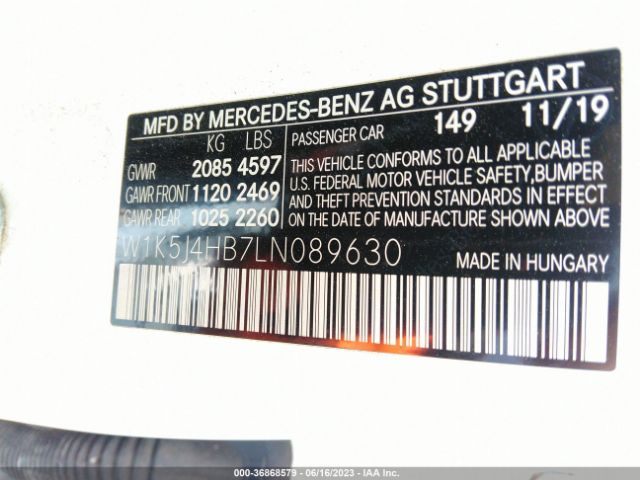 MFD BY MERCEDES-BENZ AG STUTTGART
KG LBS PASSENGER CAR 149 11/19
GVWR 2085 4597
GAWR FRONT 1120 2469
GAWR REAR 1025 2260
THIS VEHICLE CONFORMS TO ALL APPLICABLE
U.S. FEDERAL MOTOR VEHICLE SAFETY, BUMPER
AND THEFT PREVENTION STANDARDS IN EFFECT
ON THE DATE OF MANUFACTURE SHOWN ABOVE
W1K5J4HB7LN089630 MADE IN HUNGARY
000-36868579 - 06/16/2023 - IAA Inc.